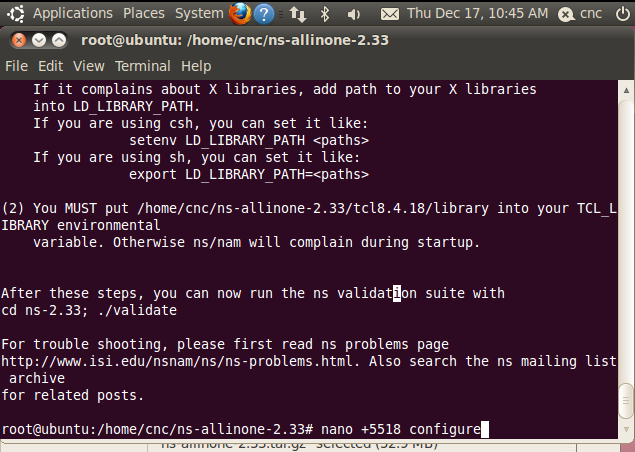 Applications Places System Thu Dec 17, 10:45 AM cnc
root@ubuntu: /home/cnc/ns-allinone-2.33
File Edit View Terminal Help
If it complains about X libraries, add path to your X libraries
into LD_LIBRARY_PATH.
If you are using csh, you can set it like:
setenv LD_LIBRARY_PATH <paths>
If you are using sh, you can set it like:
export LD_LIBRARY_PATH=<paths>
(2) You MUST put /home/cnc/ns-allinone-2.33/tcl8.4.18/library into your TCL_L
IBRARY environmental
variable. Otherwise ns/nam will complain during startup.
After these steps, you can now run the ns validation suite with
cd ns-2.33; ./validate
For trouble shooting, please first read ns problems page
http://www.isi.edu/nsnam/ns/ns-problems.html. Also search the ns mailing list
archive
for related posts.
root@ubuntu:/home/cnc/ns-allinone-2.33# nano +5518 configure
"ns-allinone-2.33.tar.gz" selected (52.9 MB)